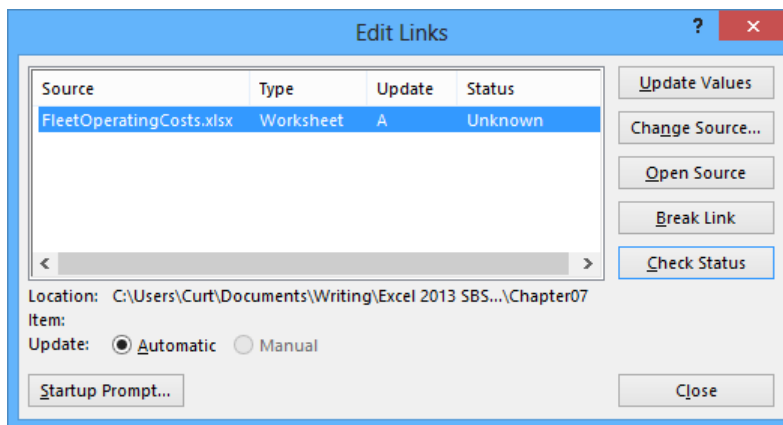 Edit Links
?
Source Type Update Status
FleetOperatingCosts.xlsx Worksheet A Unknown
Update Values
Change Source...
Open Source
Break Link
Check Status
Location: C:\Users\Curt\Documents\Writing\Excel 2013 SBS...\Chapter07
Item:
Update: Automatic Manual
Startup Prompt... Close